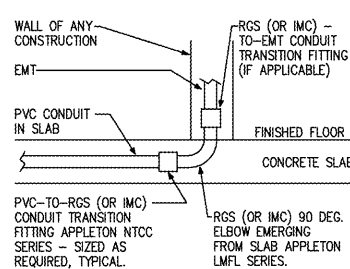 WALL OF ANY
CONSTRUCTION
EMT
PVC CONDUIT
IN SLAB
RGS (OR IMC) –
TO–EMT CONDUIT
TRANSITION FITTING
(IF APPLICABLE)
FINISHED FLOOR
CONCRETE SLAB
PVC–TO–RGS (OR IMC)
CONDUIT TRANSITION
FITTING APPLETON NTCC
SERIES – SIZED AS
REQUIRED, TYPICAL.
RGS (OR IMC) 90 DEG.
ELBOW EMERGING
FROM SLAB APPLETON
LMFL SERIES.